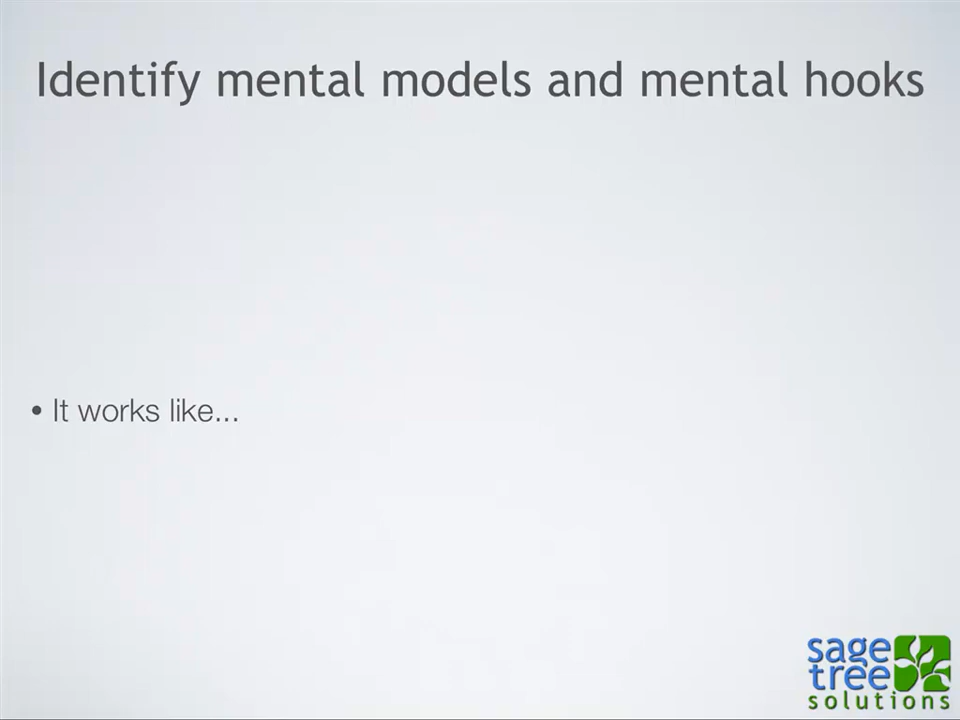 Identify mental models and mental hooks
• It works like...
sage
tree
solutions